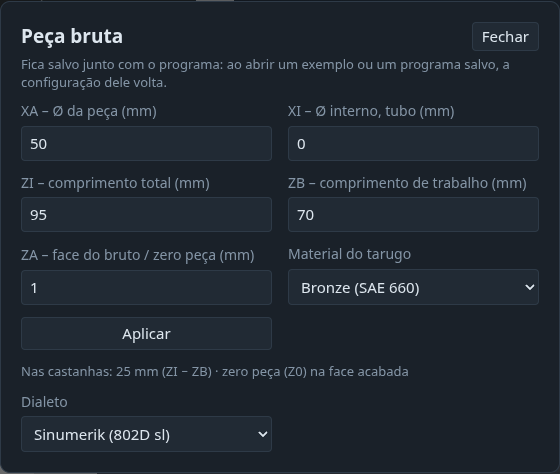 Peça bruta
Fechar
Fica salvo junto com o programa: ao abrir um exemplo ou um programa salvo, a
configuração dele volta.
XA – Ø da peça (mm)
XI – Ø interno, tubo (mm)
50
0
ZI – comprimento total (mm)
ZB – comprimento de trabalho (mm)
95
70
ZA – face do bruto / zero peça (mm)
Material do tarugo
1
Bronze (SAE 660)
Aplicar
Nas castanhas: 25 mm (ZI – ZB) · zero peça (Z0) na face acabada
Dialeto
Sinumerik (802D sl)